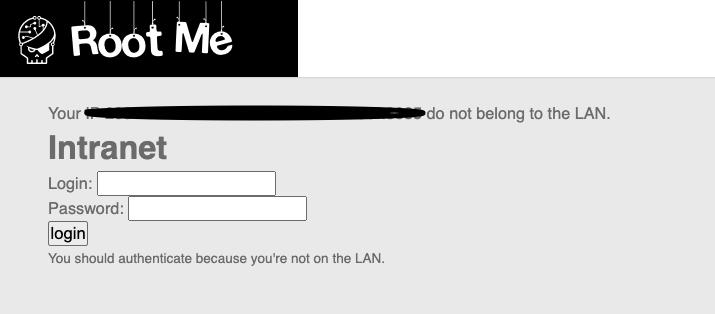 Root Me
Your do not belong to the LAN.
Intranet
Login:
Password:
login
You should authenticate because you're not on the LAN.